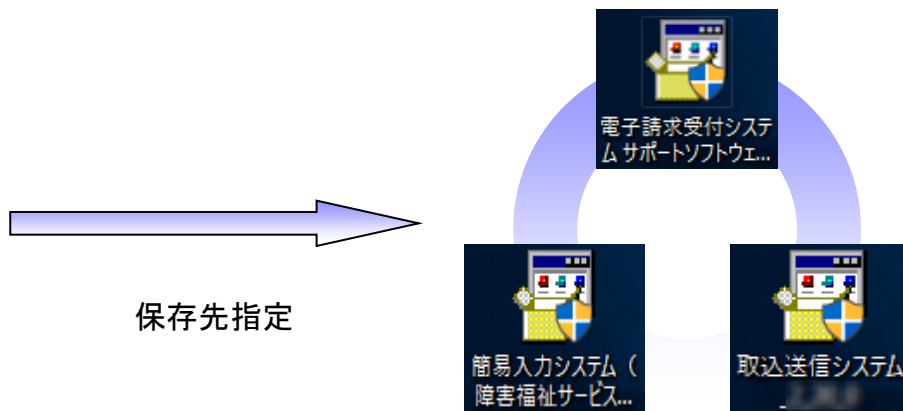 電子請求受付システ
ム サポートソフトウェ...
保存先指定
簡易入力システム（
障害福祉サービス...
取込送信システム